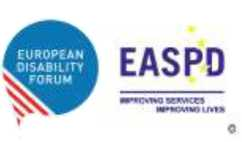 EUROPEAN
DISABILITY
FORUM
EASPD
IMPROVING SERVICES
IMPROVING LIVES
©